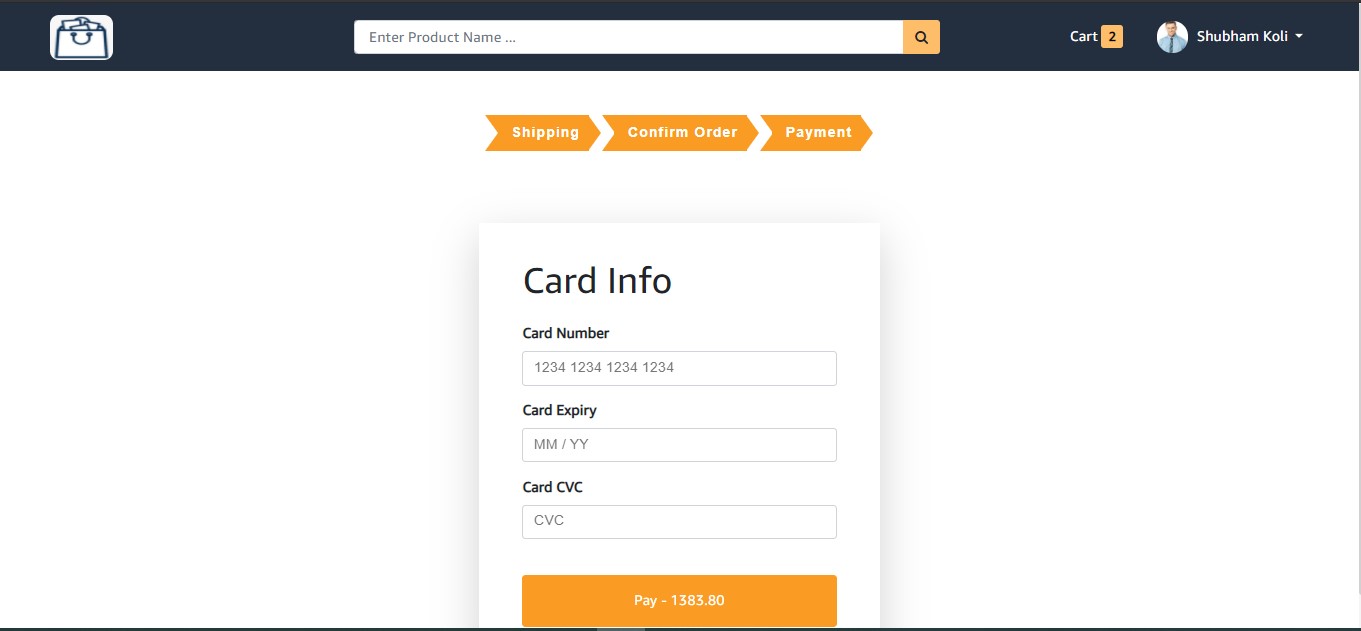 Enter Product Name ...
Cart 2
Shubham Koli
Shipping
Confirm Order
Payment
Card Info
Card Number
1234 1234 1234 1234
Card Expiry
MM / YY
Card CVC
CVC
Pay - 1383.80